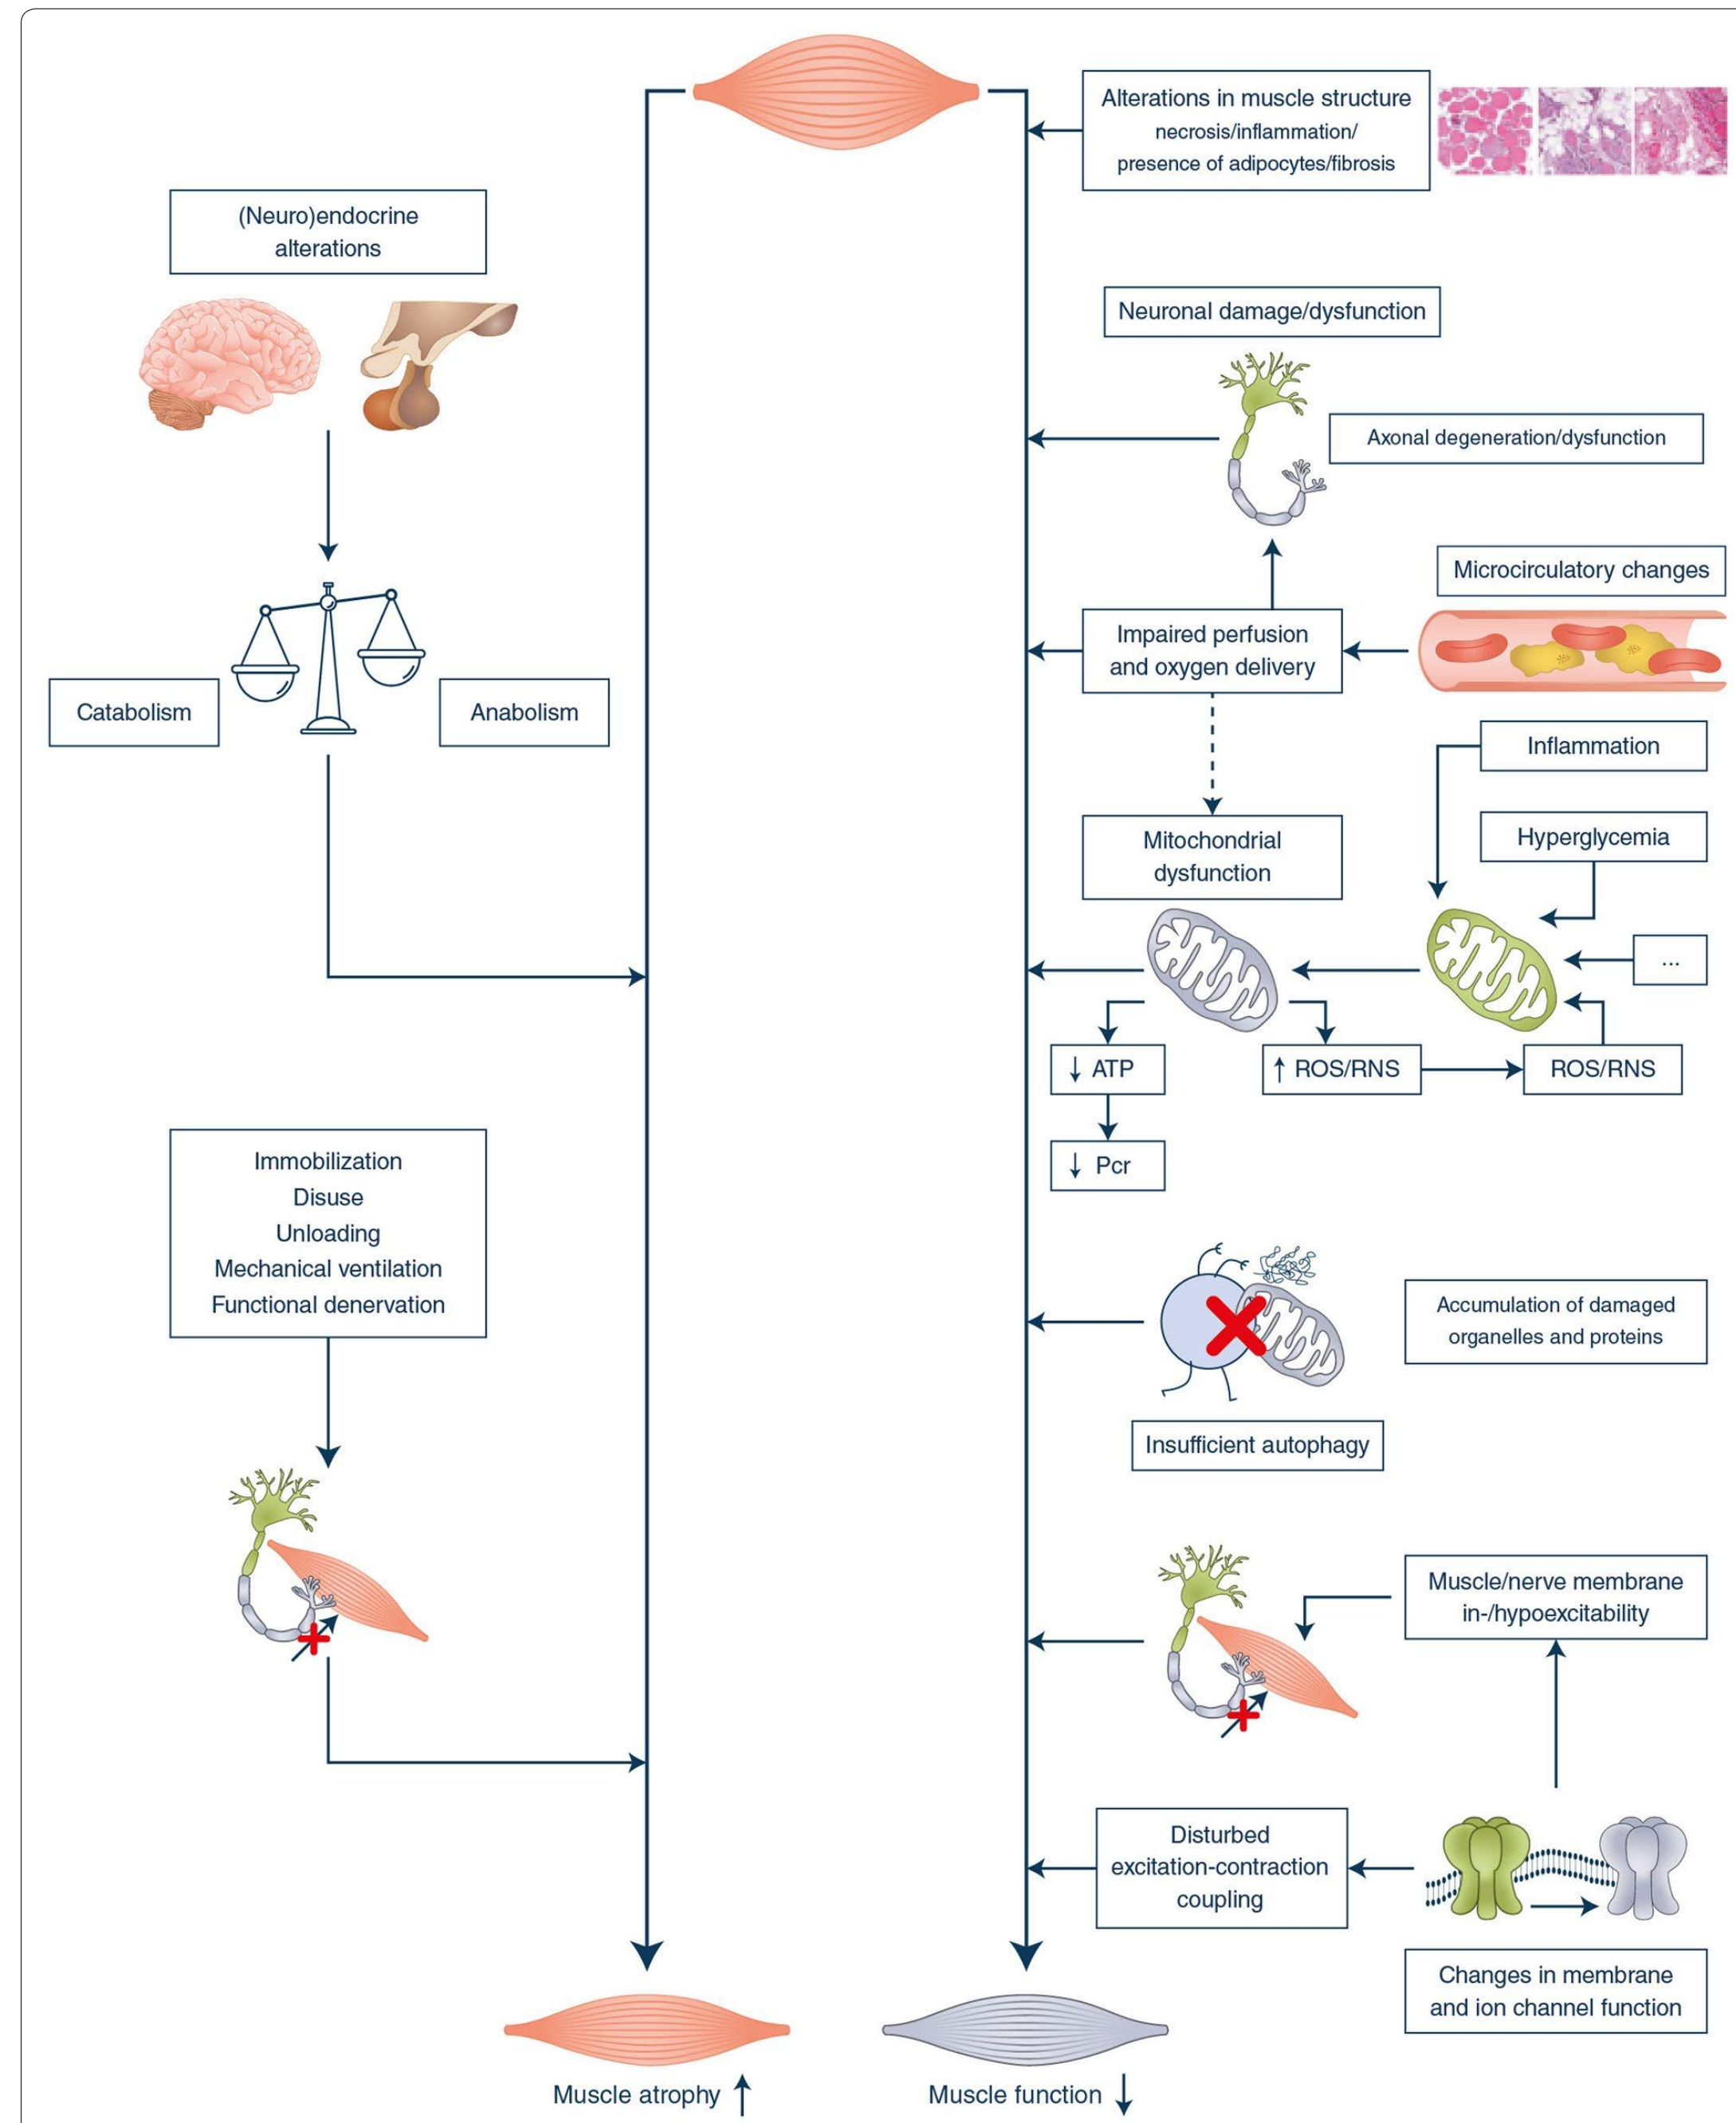 Alterations in muscle structure
necrosis/inflammation/
presence of adipocytes/fibrosis
(Neuro)endocrine
alterations
Neuronal damage/dysfunction
Axonal degeneration/dysfunction
Microcirculatory changes
Impaired perfusion
and oxygen delivery
Catabolism
Anabolism
Inflammation
Hyperglycemia
Mitochondrial
dysfunction
...
↓ ATP
↑ ROS/RNS
ROS/RNS
↓ Pcr
Immobilization
Disuse
Unloading
Mechanical ventilation
Functional denervation
Accumulation of damaged
organelles and proteins
Insufficient autophagy
Muscle/nerve membrane
in-/hypoexcitability
Disturbed
excitation-contraction
coupling
Changes in membrane
and ion channel function
Muscle atrophy ↑
Muscle function ↓